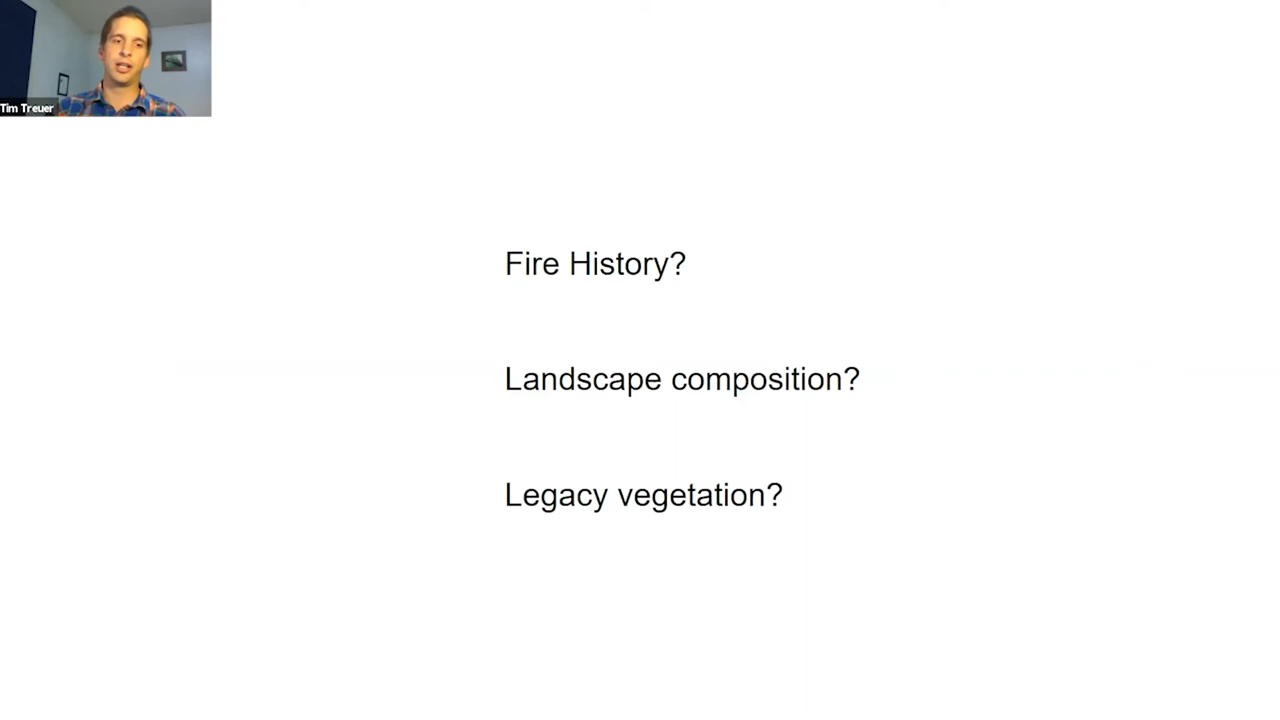 Tim Treuer
Fire History?
Landscape composition?
Legacy vegetation?